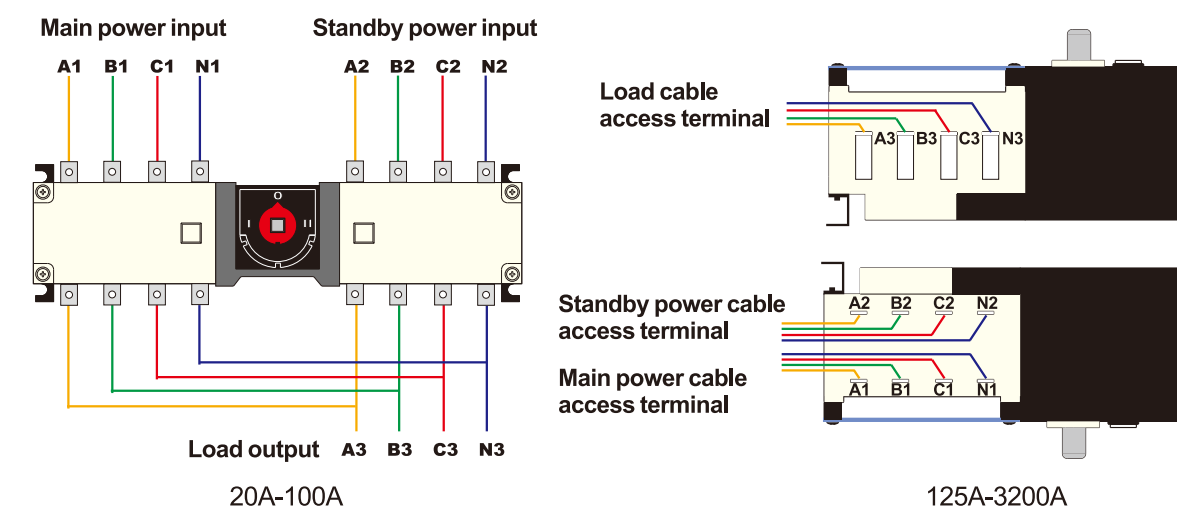 Main power input
Standby power input
A1 B1 C1 N1
A2 B2 C2 N2
O
I II
Load output A3 B3 C3 N3
20A-100A
Load cable
access terminal
A3 B3 C3 N3
Standby power cable
access terminal
A2 B2 C2 N2
Main power cable
access terminal
A1 B1 C1 N1
125A-3200A